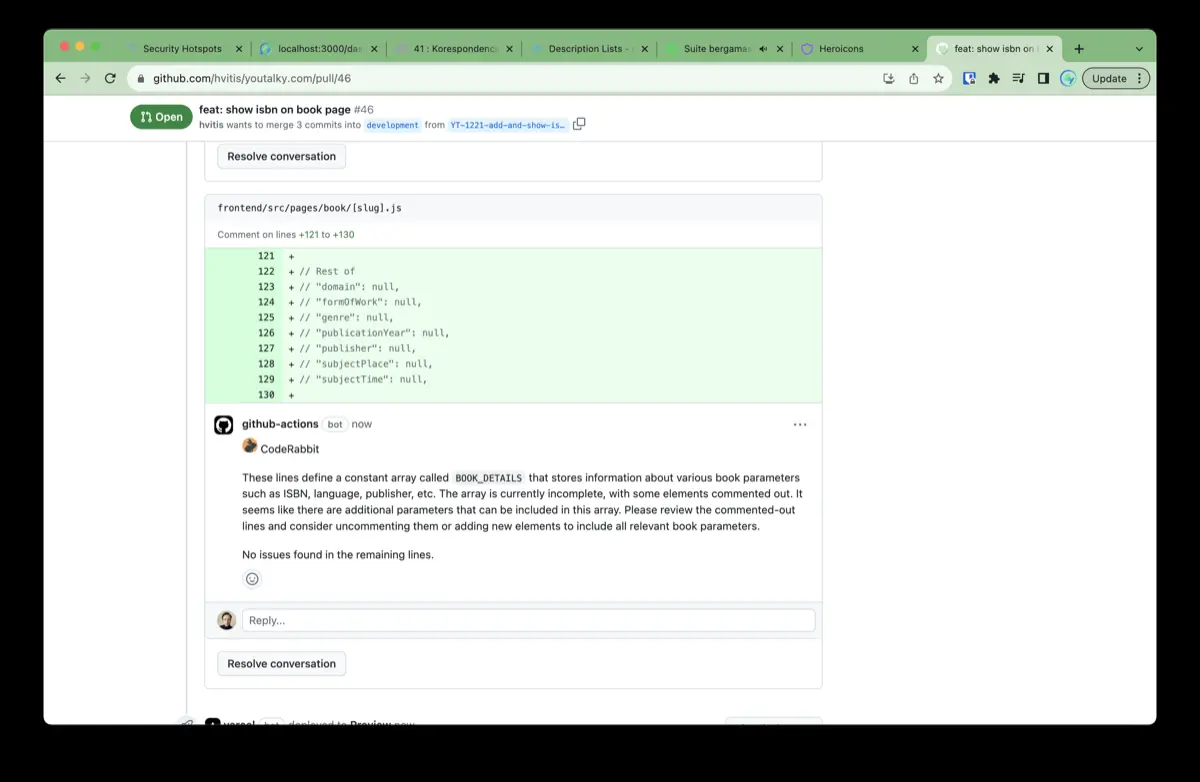 Security Hotspots
localhost:3000/das
41 : Korespondenc
Description Lists -
Suite bergamas
Heroicons
feat: show isbn on
github.com/hvitis/youtalky.com/pull/46
Update
Open
feat: show isbn on book page #46
hvitis wants to merge 3 commits into development from YT-1221-add-and-show-is…
Resolve conversation
frontend/src/pages/book/[slug].js
Comment on lines +121 to +130
121 +
122 + // Rest of
123 + // "domain": null,
124 + // "formOfWork": null,
125 + // "genre": null,
126 + // "publicationYear": null,
127 + // "publisher": null,
128 + // "subjectPlace": null,
129 + // "subjectTime": null,
130 +
github-actions bot now
CodeRabbit
These lines define a constant array called BOOK_DETAILS that stores information about various book parameters
such as ISBN, language, publisher, etc. The array is currently incomplete, with some elements commented out. It
seems like there are additional parameters that can be included in this array. Please review the commented-out
lines and consider uncommenting them or adding new elements to include all relevant book parameters.
No issues found in the remaining lines.
Reply...
Resolve conversation
vercel bot deployed to Preview now